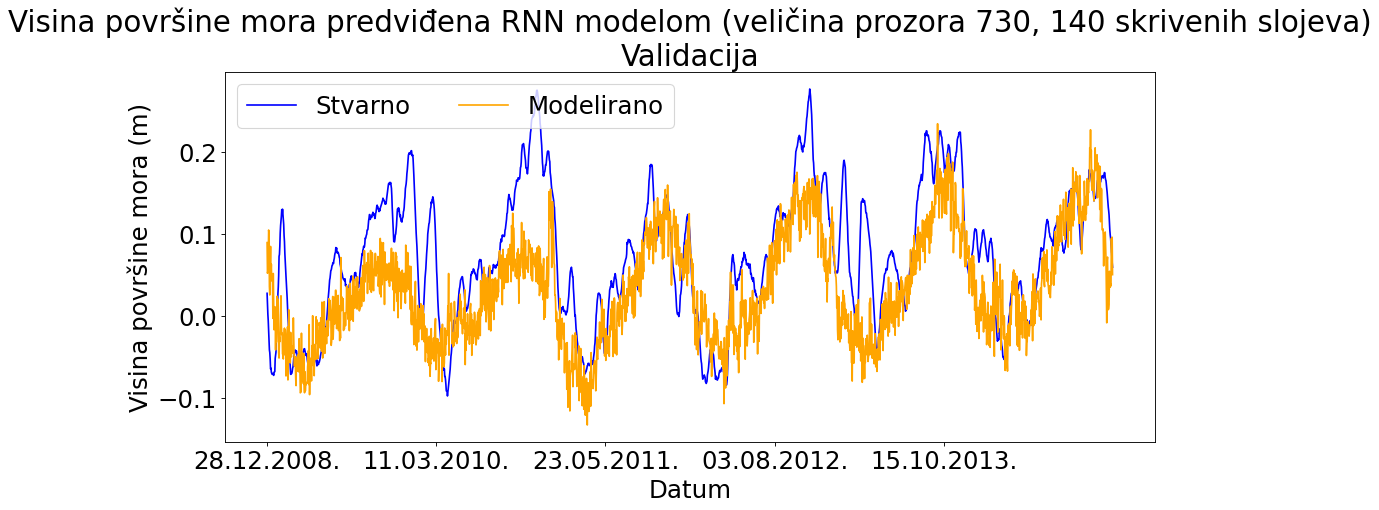 Visina površine mora predviđena RNN modelom (veličina prozora 730, 140 skrivenih slojeva)
Validacija
Stvarno Modelirano
Visina površine mora (m)
0.2
0.1
0.0
−0.1
28.12.2008. 11.03.2010. 23.05.2011. 03.08.2012. 15.10.2013.
Datum